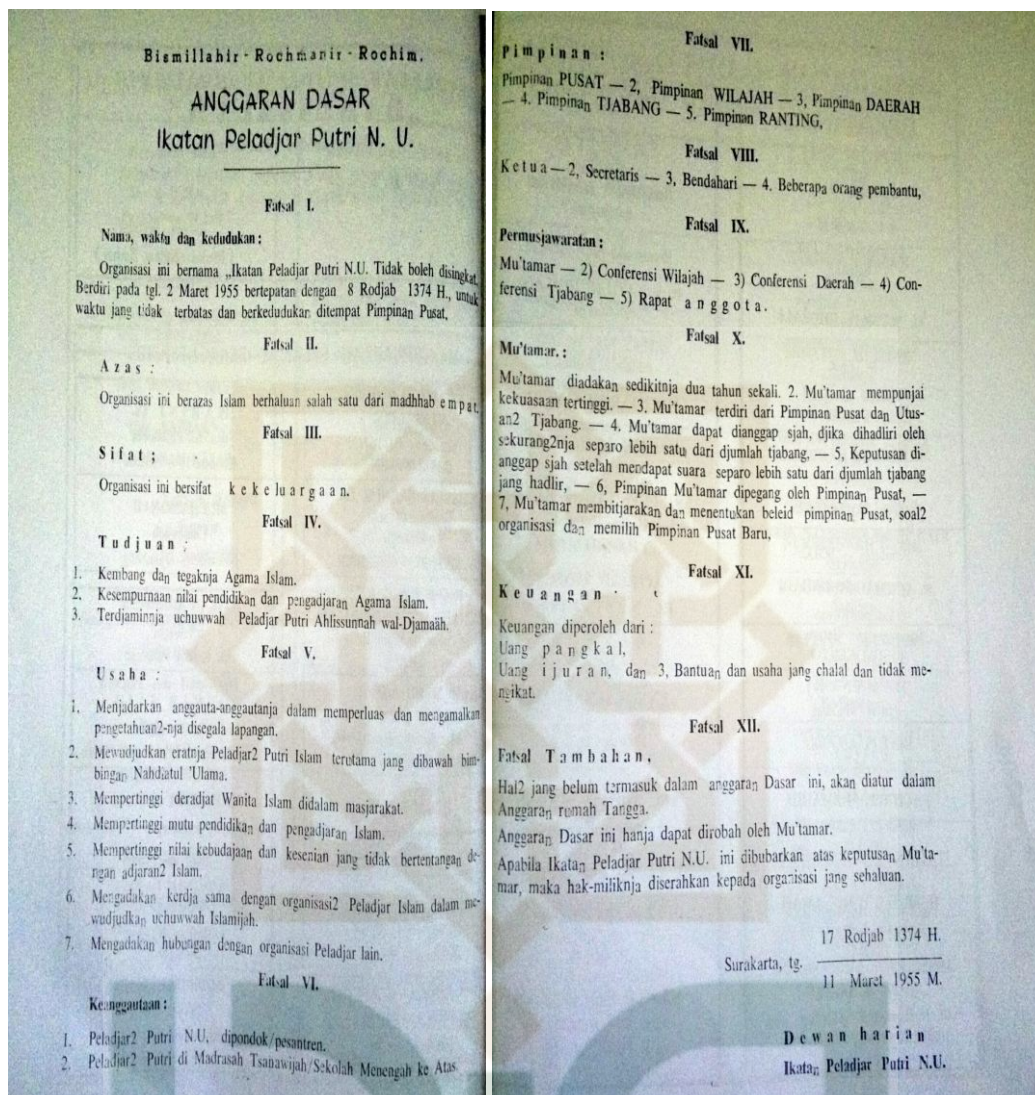 Bismillahir-Rochmanir-Rochim.
ANGGARAN DASAR
Ikatan Peladjar Putri N. U.
Fatsal I.
Nama, waktu dan kedudukan :
Organisasi ini bernama „Ikatan Peladjar Putri N.U. Tidak boleh disingkat.
Berdiri pada tgl. 2 Maret 1955 bertepatan dengan 8 Rodjab 1374 H., untuk
waktu jang tidak terbatas dan berkedudukan ditempat Pimpinan Pusat,
Fatsal II.
Azas :
Organisasi ini berazas Islam berhaluan salah satu dari madhhab empat.
Fatsal III.
Sifat ;
Organisasi ini bersifat kekeluargaan.
Fatsal IV.
Tudjuan ;
1. Kembang dan tegaknja Agama Islam.
2. Kesempurnaan nilai pendidikan dan pengadjaran Agama Islam.
3. Terdjaminnja uchuwwah Peladjar Putri Ahlissunnah wal-Djamaäh.
Fatsal V.
Usaha :
1. Menjadarkan anggauta-anggautanja dalam memperluas dan mengamalkan
pengetahuan2-nja disegala lapangan.
2. Mewudjudkan eratnja Peladjar2 Putri Islam terutama jang dibawah bim-
bingan Nahdiatul 'Ulama.
3. Mempertinggi deradjat Wanita Islam didalam masjarakat.
4. Mempertinggi mutu pendidikan dan pengadjaran Islam.
5. Mempertinggi nilai kebudajaan dan kesenian jang tidak bertentangan de-
ngan adjaran2 Islam.
6. Mengadakan kerdja sama dengan organisasi2 Peladjar Islam dalam me-
wudjudkan uchuwwah Islamijah.
7. Mengadakan hubungan dengan organisasi Peladjar lain.
Fatsal VI.
Keanggautaan :
1. Peladjar2 Putri N.U. dipondok/pesantren.
2. Peladjar2 Putri di Madrasah Tsanawijah/Sekolah Menengah ke Atas.
Fatsal VII.
Pimpinan :
Pimpinan PUSAT — 2, Pimpinan WILAJAH — 3, Pimpinan DAERAH
— 4. Pimpinan TJABANG — 5. Pimpinan RANTING,
Fatsal VIII.
Ketua — 2, Secretaris — 3, Bendahari — 4. Beberapa orang pembantu,
Fatsal IX.
Permusjawaratan :
Mu'tamar — 2) Conferensi Wilajah — 3) Conferensi Daerah — 4) Con-
ferensi Tjabang — 5) Rapat anggota.
Fatsal X.
Mu'tamar. :
Mu'tamar diadakan sedikitnja dua tahun sekali. 2. Mu'tamar mempunjai
kekuasaan tertinggi. — 3. Mu'tamar terdiri dari Pimpinan Pusat dan Utus-
an2 Tjabang. — 4. Mu'tamar dapat dianggap sjah, djika dihadliri oleh
sekurang2nja separo lebih satu dari djumlah tjabang, — 5, Keputusan di-
anggap sjah setelah mendapat suara separo lebih satu dari djumlah tjabang
jang hadlir, — 6, Pimpinan Mu'tamar dipegang oleh Pimpinan Pusat, —
7, Mu'tamar membitjarakan dan menentukan beleid pimpinan Pusat, soal2
organisasi dan memilih Pimpinan Pusat Baru,
Fatsal XI.
Keuangan
Keuangan diperoleh dari :
Uang pangkal,
Uang ijuran, dan 3, Bantuan dan usaha jang chalal dan tidak me-
ngikat.
Fatsal XII.
Fatsal Tambahan,
Hal2 jang belum termasuk dalam anggaran Dasar ini, akan diatur dalam
Anggaran rumah Tangga.
Anggaran Dasar ini hanja dapat dirobah oleh Mu'tamar.
Apabila Ikatan Peladjar Putri N.U. ini dibubarkan atas keputusan Mu'ta-
mar, maka hak-miliknja diserahkan kepada organisasi jang sehaluan.
17 Rodjab 1374 H.
Surakarta, tg.
11 Maret 1955 M.
Dewan harian
Ikatan Peladjar Putri N.U.